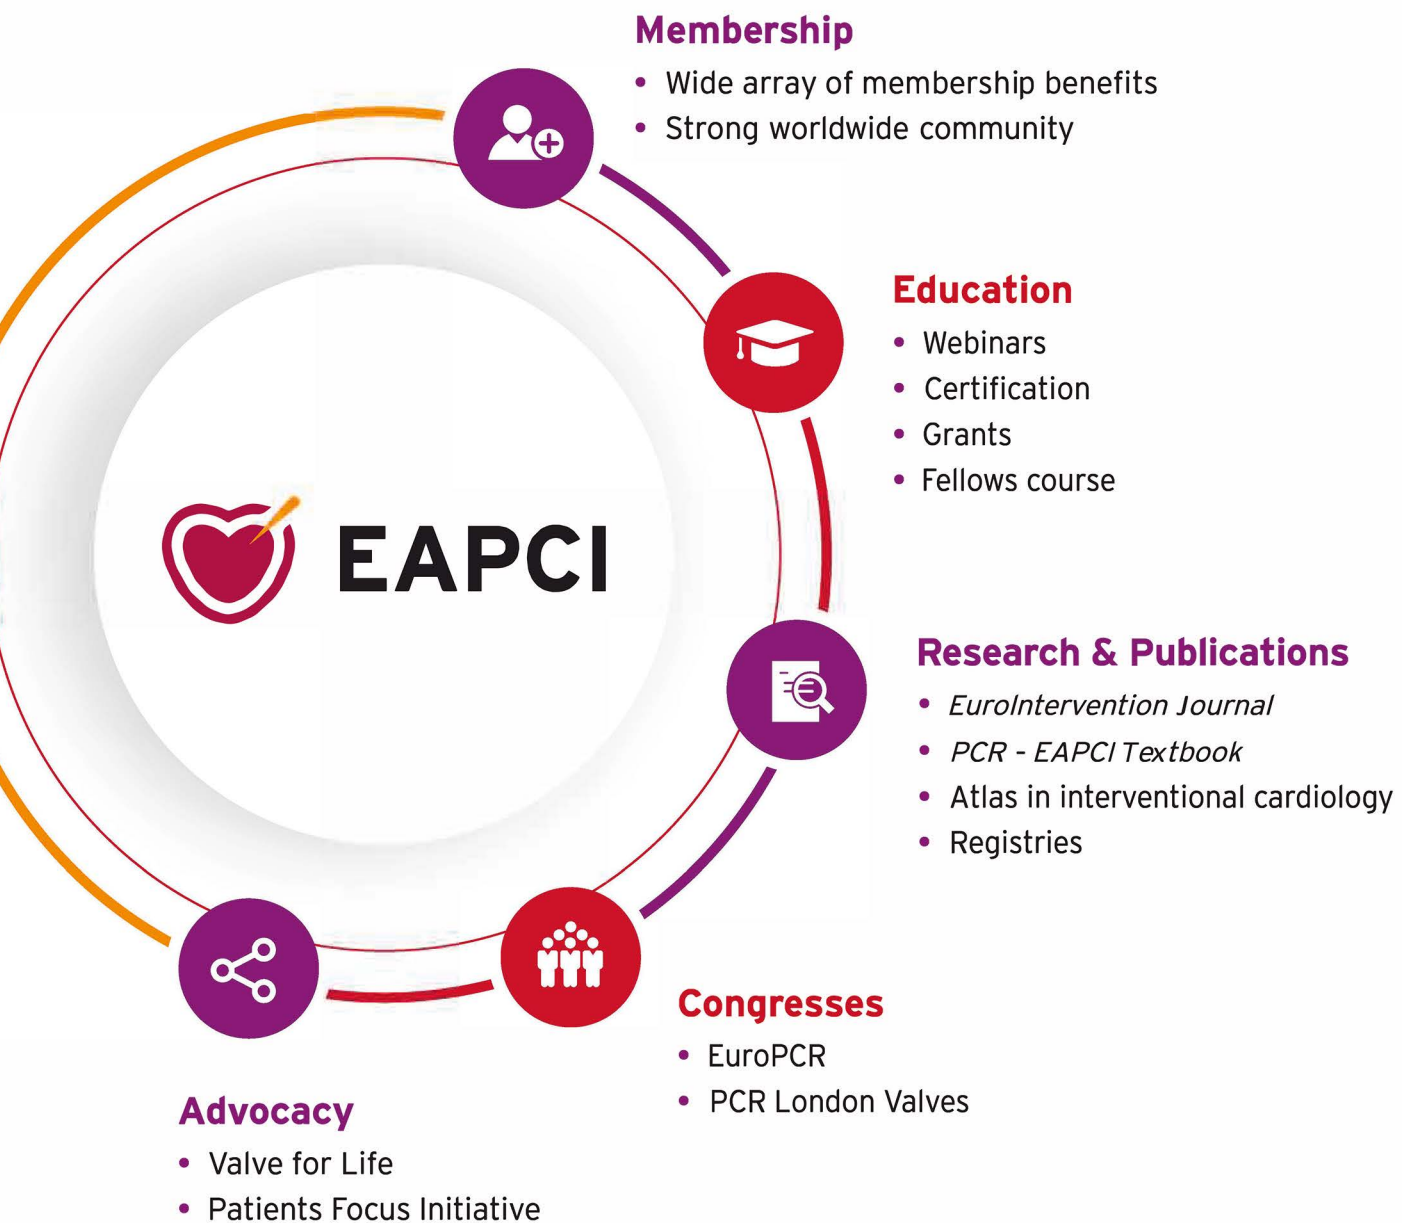 Membership
• Wide array of membership benefits
• Strong worldwide community
Education
• Webinars
• Certification
• Grants
• Fellows course
EAPCI
Research & Publications
• EuroIntervention Journal
• PCR - EAPCI Textbook
• Atlas in interventional cardiology
• Registries
Congresses
• EuroPCR
• PCR London Valves
Advocacy
• Valve for Life
• Patients Focus Initiative